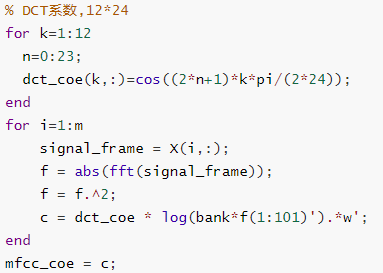 % DCT系数,12*24
for k=1:12
  n=0:23;
  dct_coe(k,:)=cos((2*n+1)*k*pi/(2*24));
end
for i=1:m
    signal_frame = X(i,:);
    f = abs(fft(signal_frame));
    f = f.^2;
    c = dct_coe * log(bank*f(1:101)').*w';
end
mfcc_coe = c;